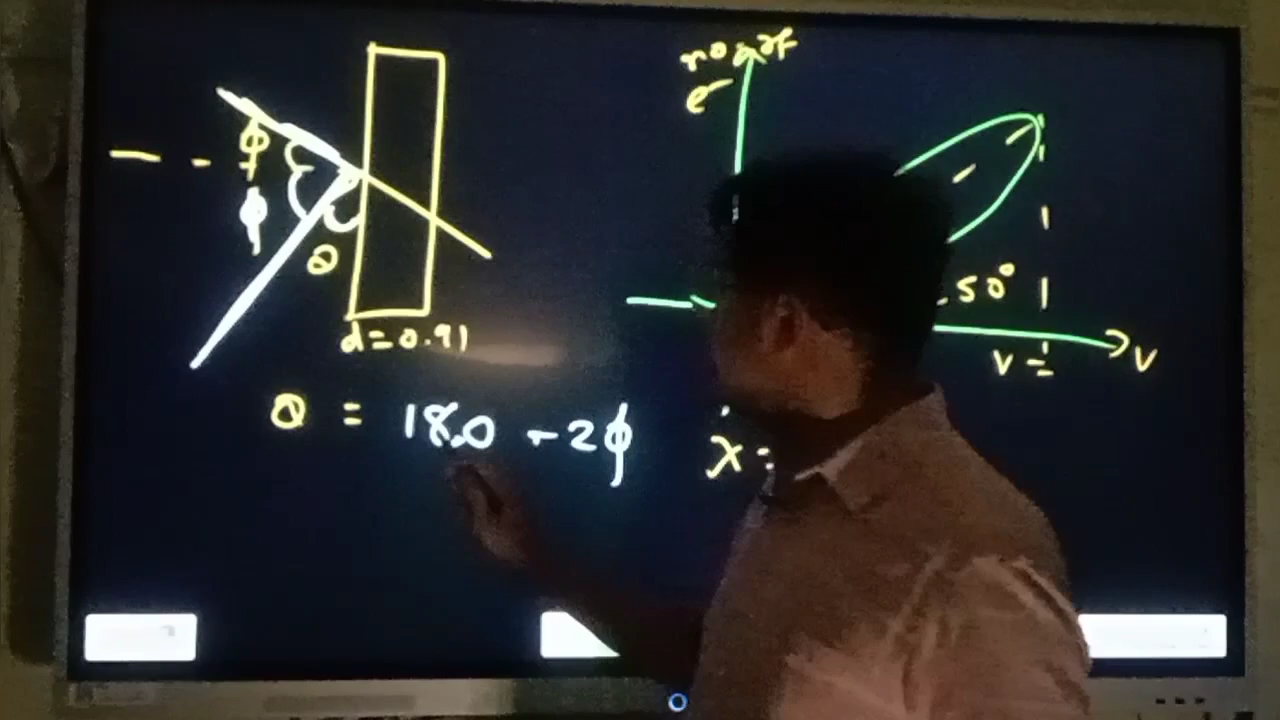 no of
e-
φ
φ
θ
50°
d=0.91
V =
V
θ = 180 - 2φ
λ =